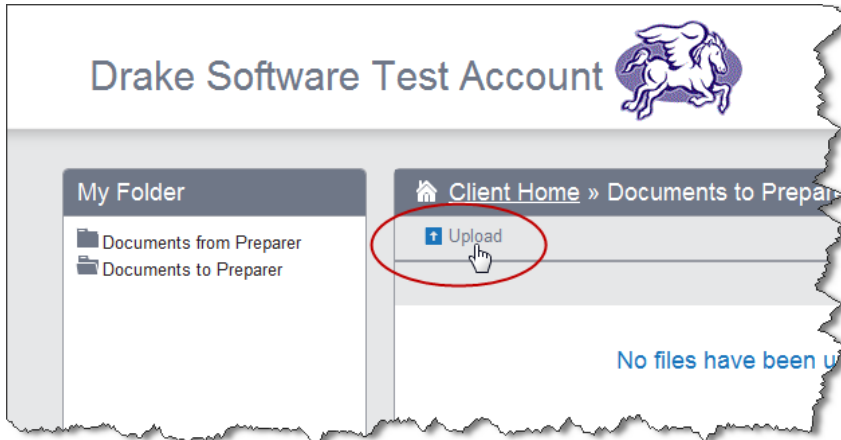 Drake Software Test Account
My Folder
Documents from Preparer
Documents to Preparer
Client Home » Documents to
Upload
No files have been